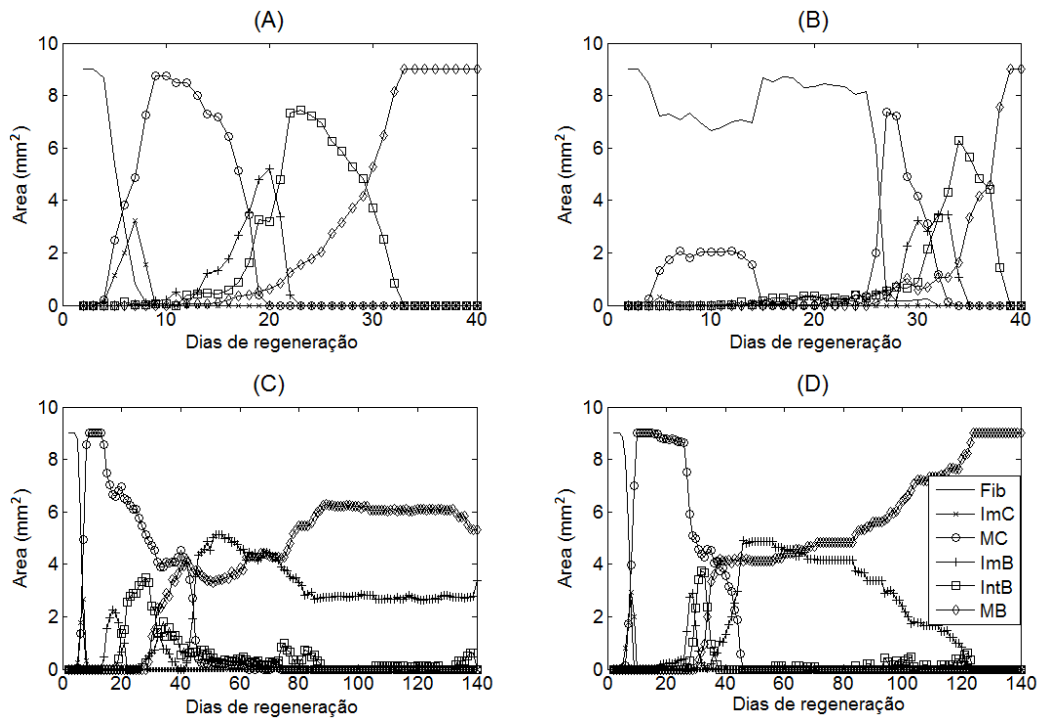 (A)
10
8
6
4
2
0
Area (mm²)
0 10 20 30 40
Dias de regeneração
(B)
10
8
6
4
2
0
Area (mm²)
0 10 20 30 40
Dias de regeneração
(C)
10
8
6
4
2
0
Area (mm²)
0 20 40 60 80 100 120 140
Dias de regeneração
(D)
10
8
6
4
2
0
Area (mm²)
0 20 40 60 80 100 120 140
Dias de regeneração
Fib
ImC
MC
ImB
IntB
MB